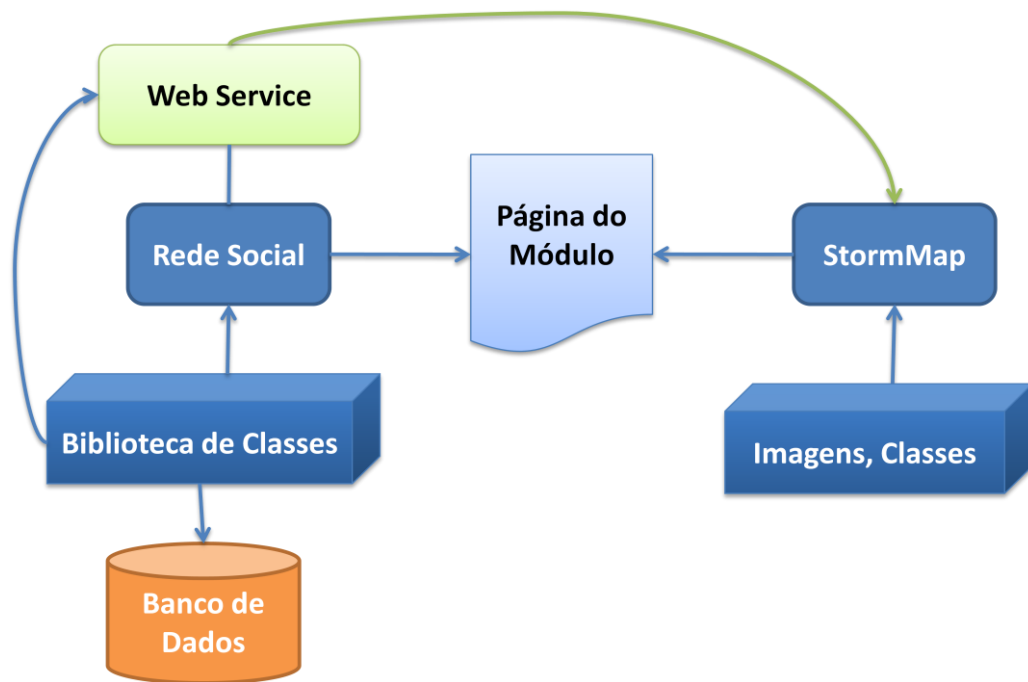 Web Service
Rede Social
Página do
Módulo
StormMap
Biblioteca de Classes
Imagens, Classes
Banco de
Dados